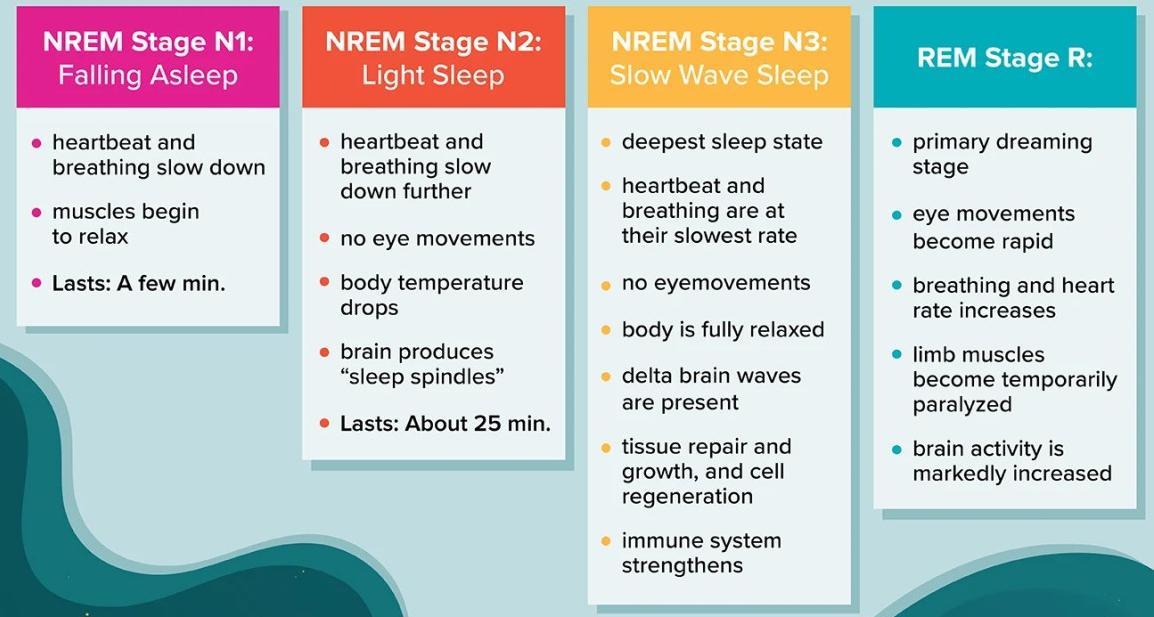 NREM Stage N1:
Falling Asleep
heartbeat and
breathing slow down
muscles begin
to relax
Lasts: A few min.
NREM Stage N2:
Light Sleep
heartbeat and
breathing slow
down further
no eye movements
body temperature
drops
brain produces
“sleep spindles”
Lasts: About 25 min.
NREM Stage N3:
Slow Wave Sleep
deepest sleep state
heartbeat and
breathing are at
their slowest rate
no eyemovements
body is fully relaxed
delta brain waves
are present
tissue repair and
growth, and cell
regeneration
immune system
strengthens
REM Stage R:
primary dreaming
stage
eye movements
become rapid
breathing and heart
rate increases
limb muscles
become temporarily
paralyzed
brain activity is
markedly increased